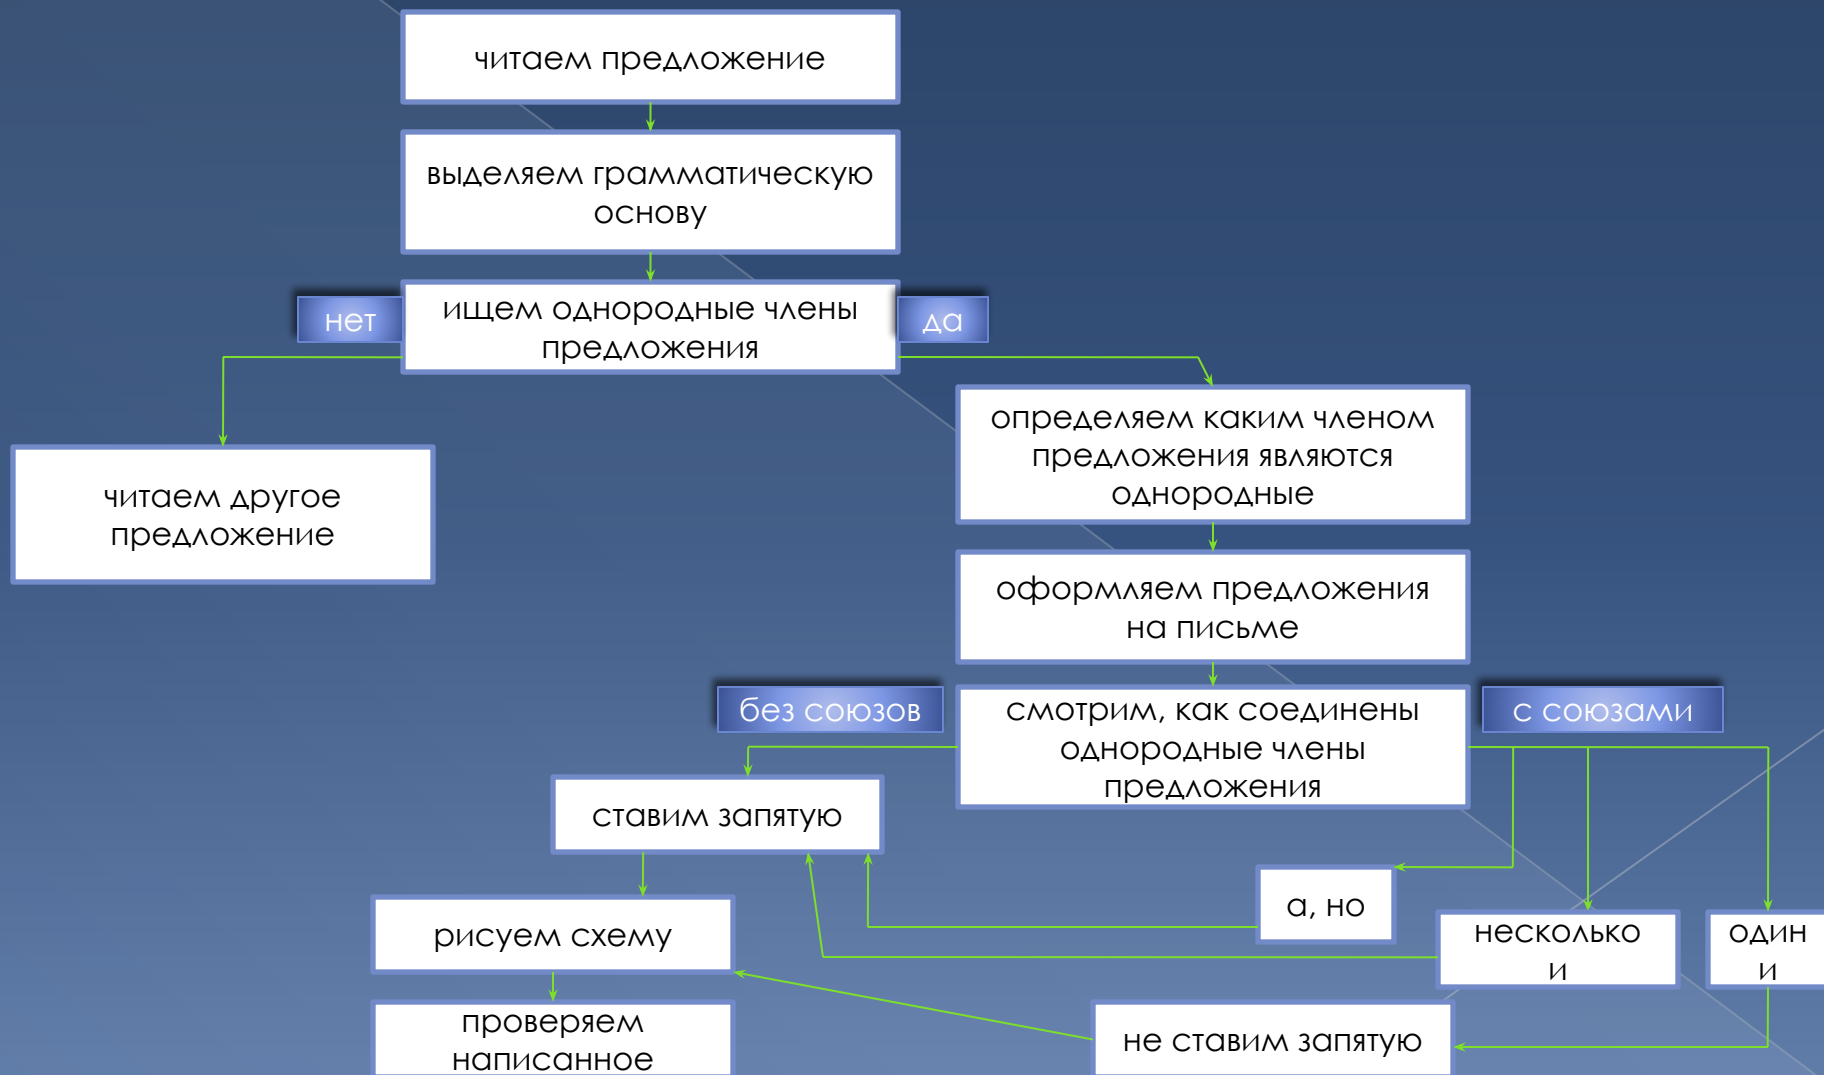 читаем предложение
выделяем грамматическую
основу
нет
ищем однородные члены
предложения
да
определяем каким членом
предложения являются
однородные
читаем другое
предложение
оформляем предложения
на письме
без союзов
смотрим, как соединены
однородные члены
предложения
с союзами
ставим запятую
а, но
несколько
и
один
и
рисуем схему
не ставим запятую
проверяем
написанное